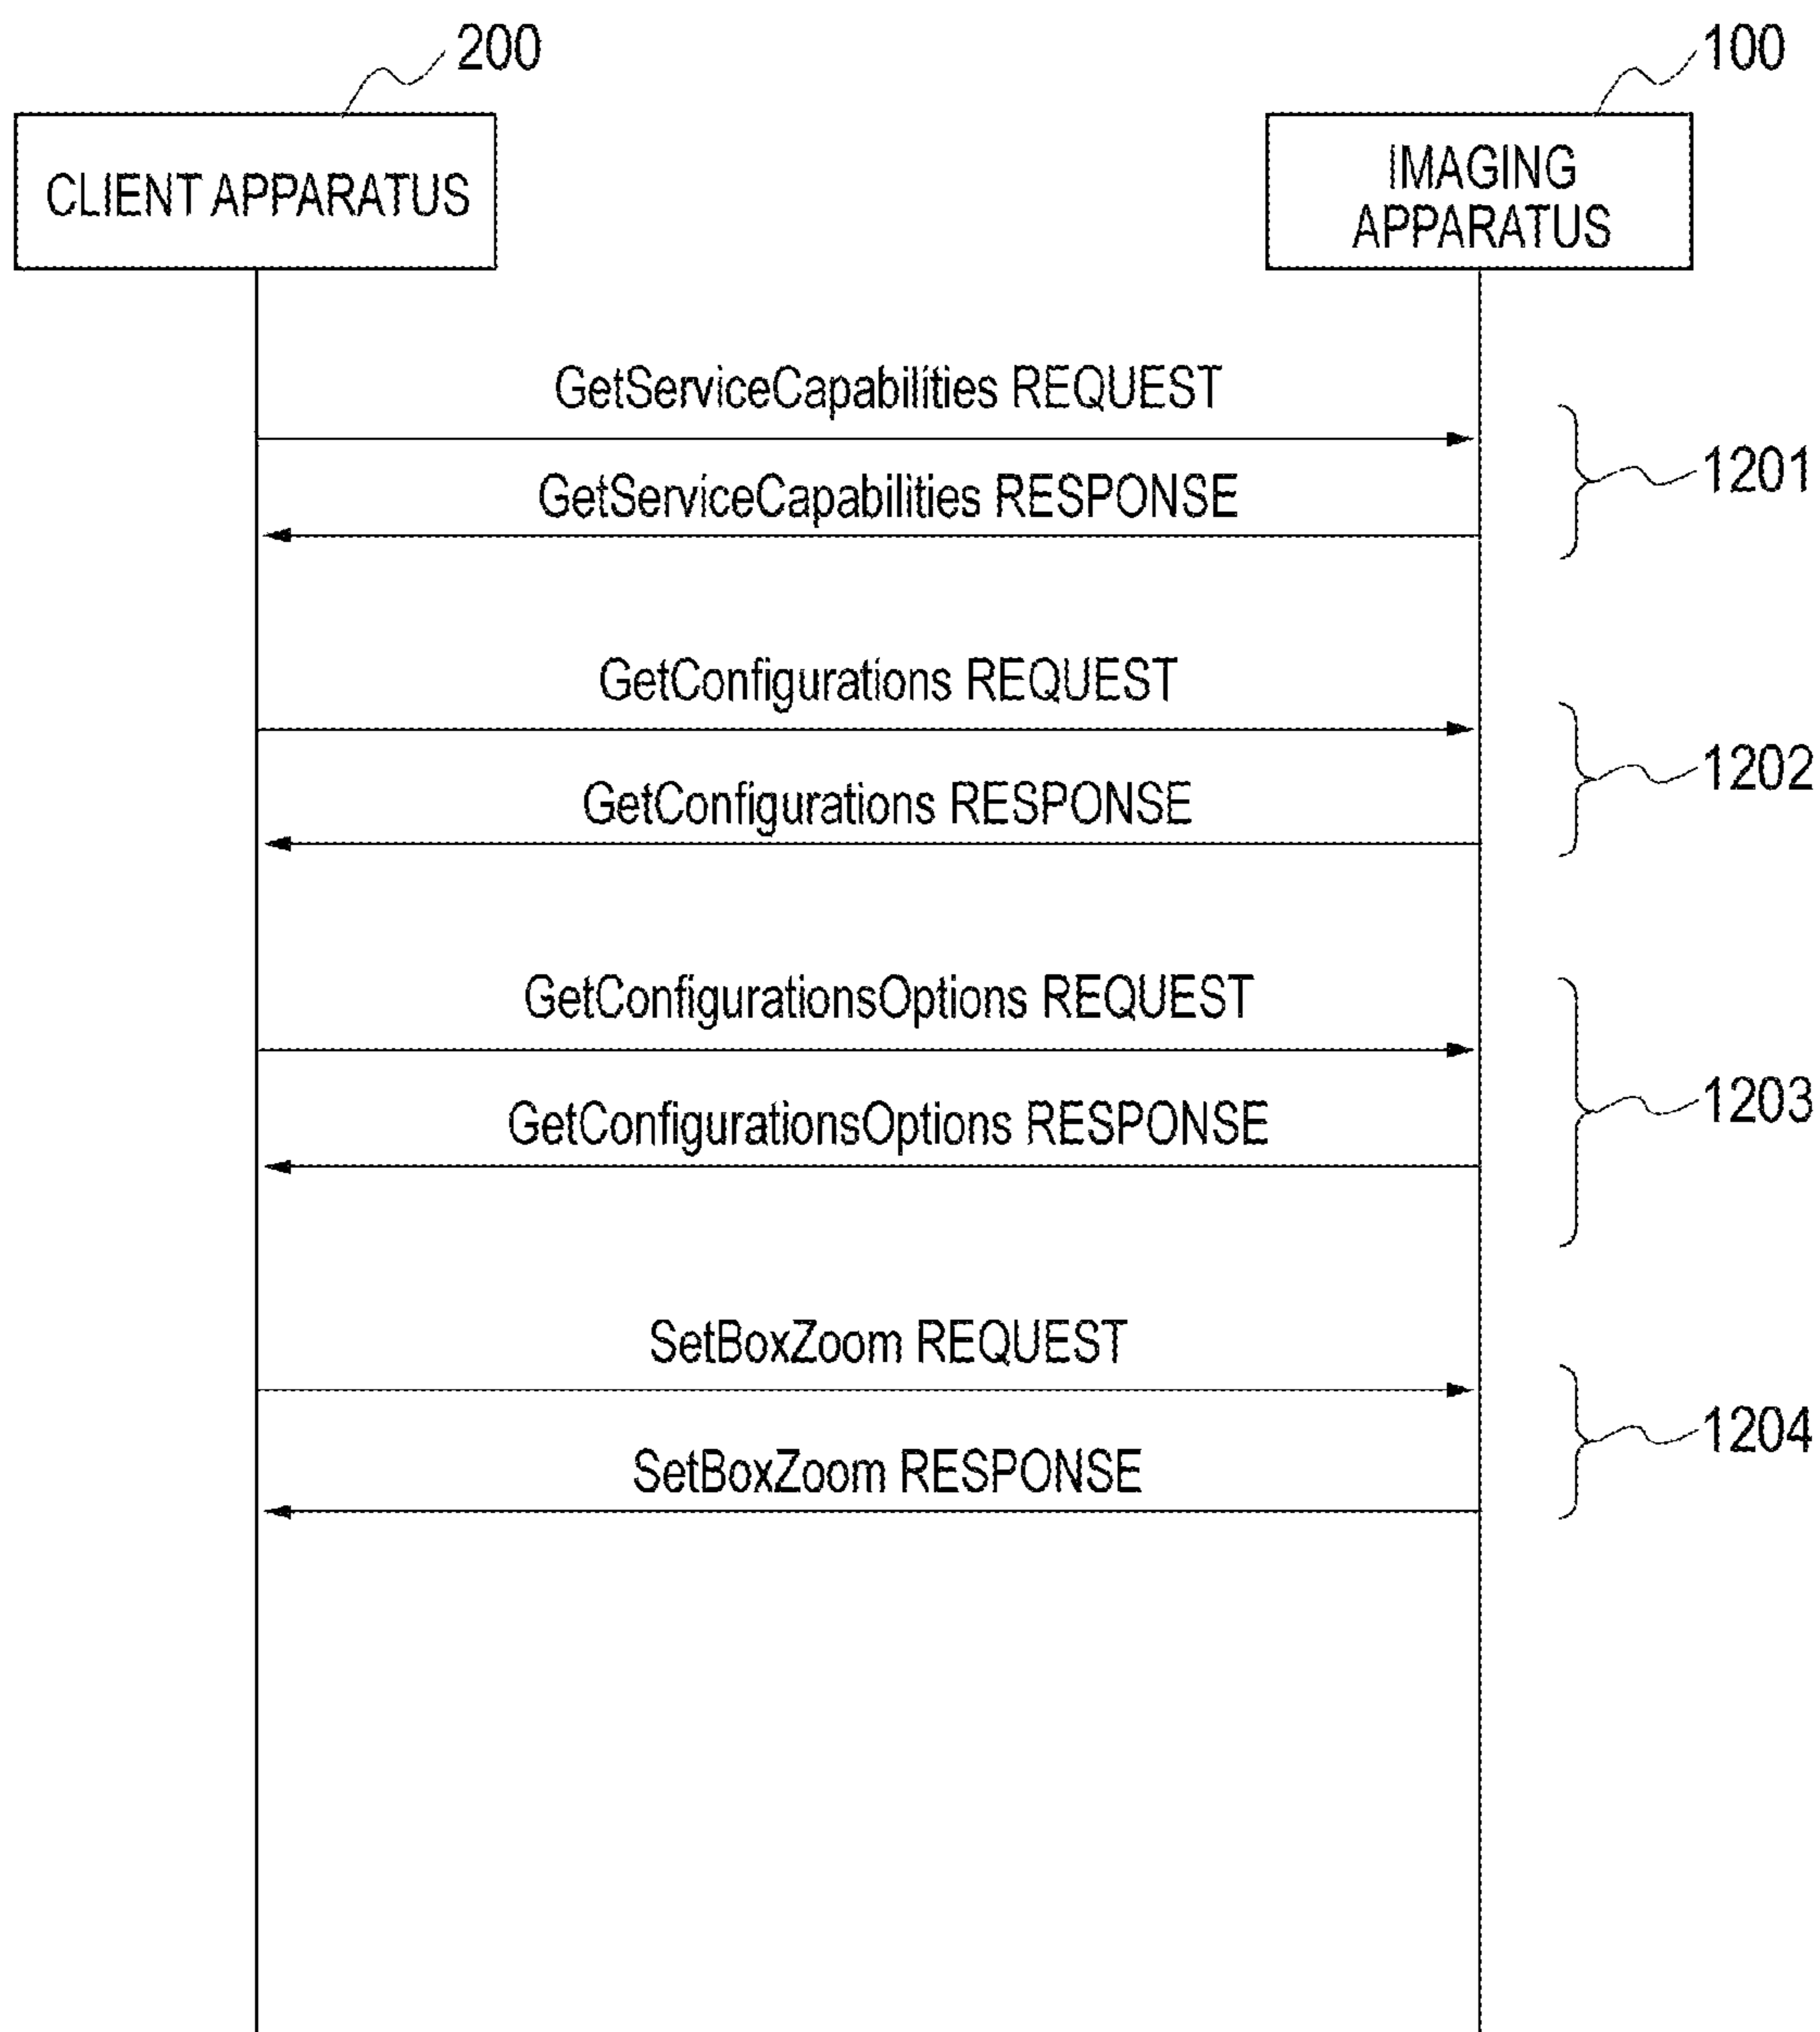 200
100
CLIENT APPARATUS
IMAGING
APPARATUS
GetServiceCapabilities REQUEST
1201
GetServiceCapabilities RESPONSE
GetConfigurations REQUEST
1202
GetConfigurations RESPONSE
GetConfigurationsOptions REQUEST
1203
GetConfigurationsOptions RESPONSE
SetBoxZoom REQUEST
1204
SetBoxZoom RESPONSE